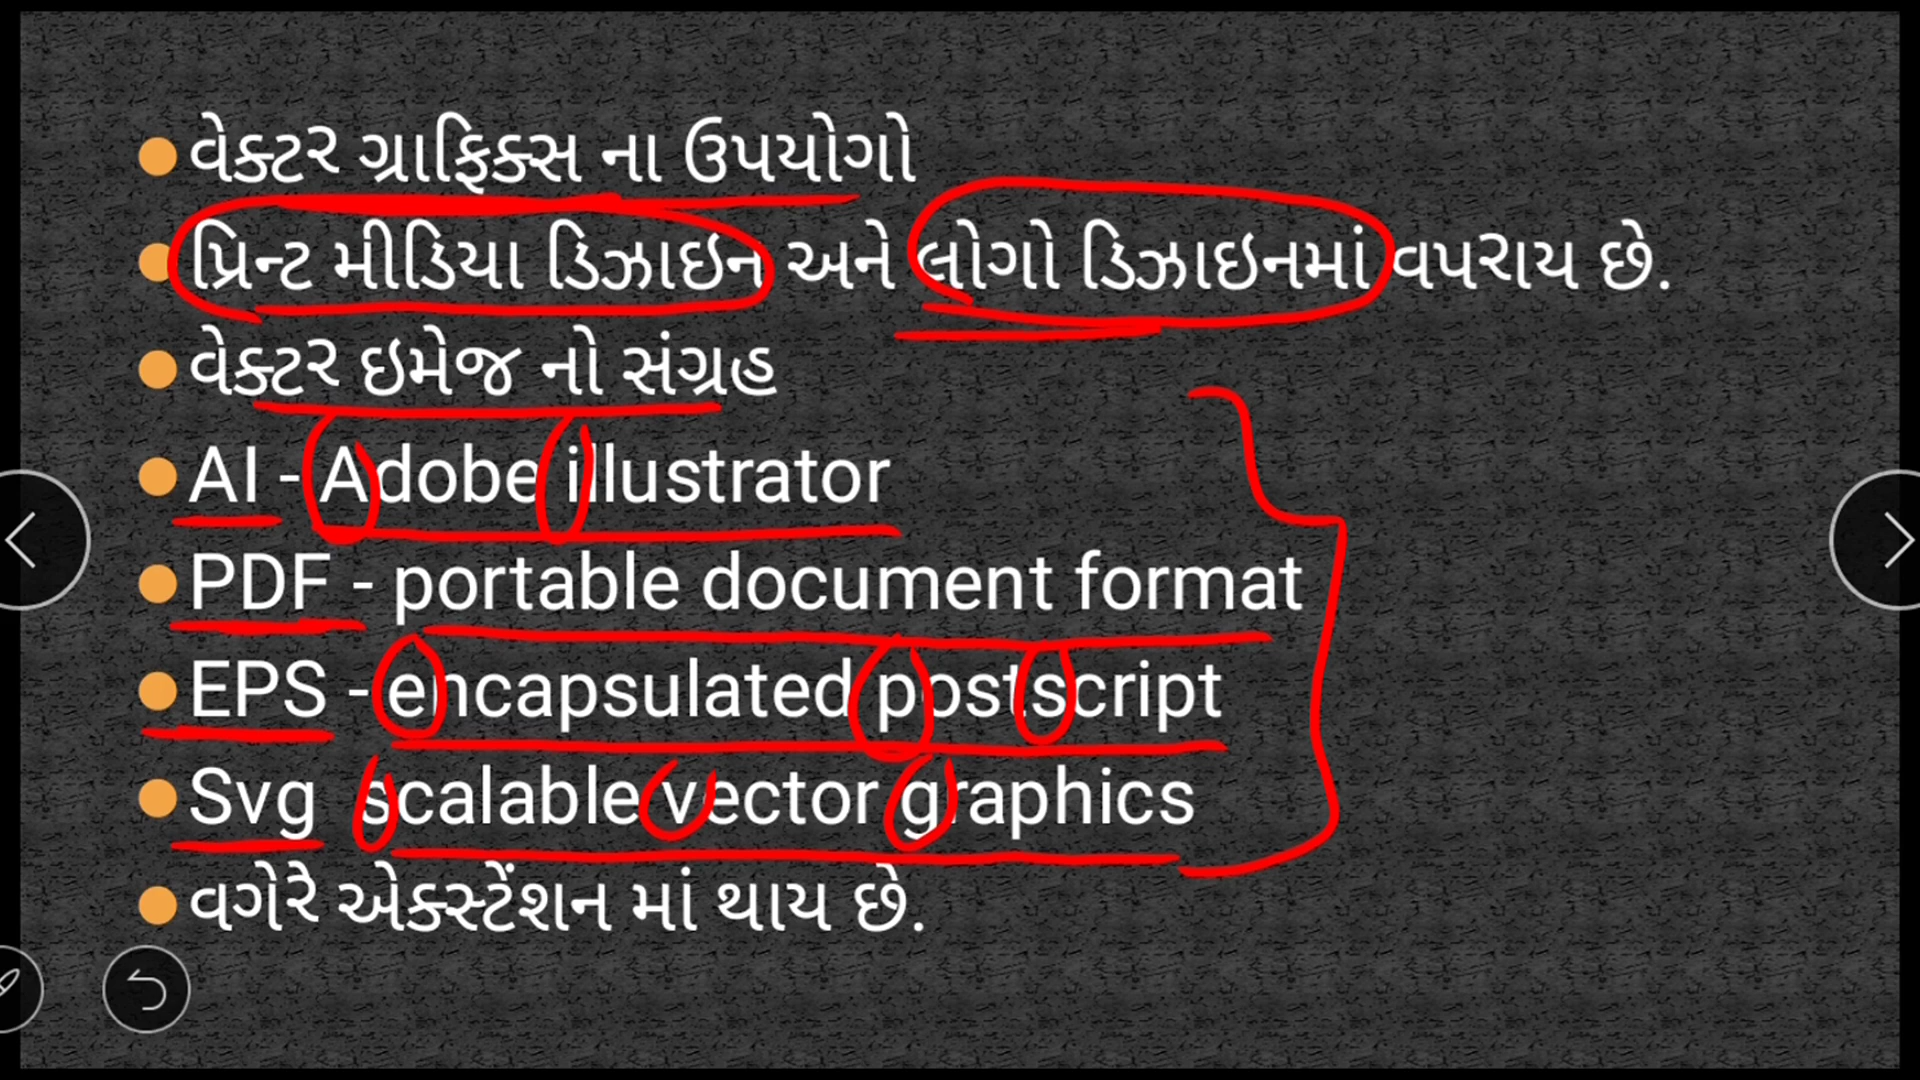 વેક્ટર ગ્રાફિક્સ ના ઉપયોગો
પ્રિન્ટ મીડિયા ડિઝાઇન અને લોગો ડિઝાઇનમાં વપરાય છે.
વેક્ટર ઇમેજ નો સંગ્રહ
AI - Adobe illustrator
PDF - portable document format
EPS - encapsulated postscript
Svg scalable vector graphics
વગેરે એક્સ્ટેંશન માં થાય છે.